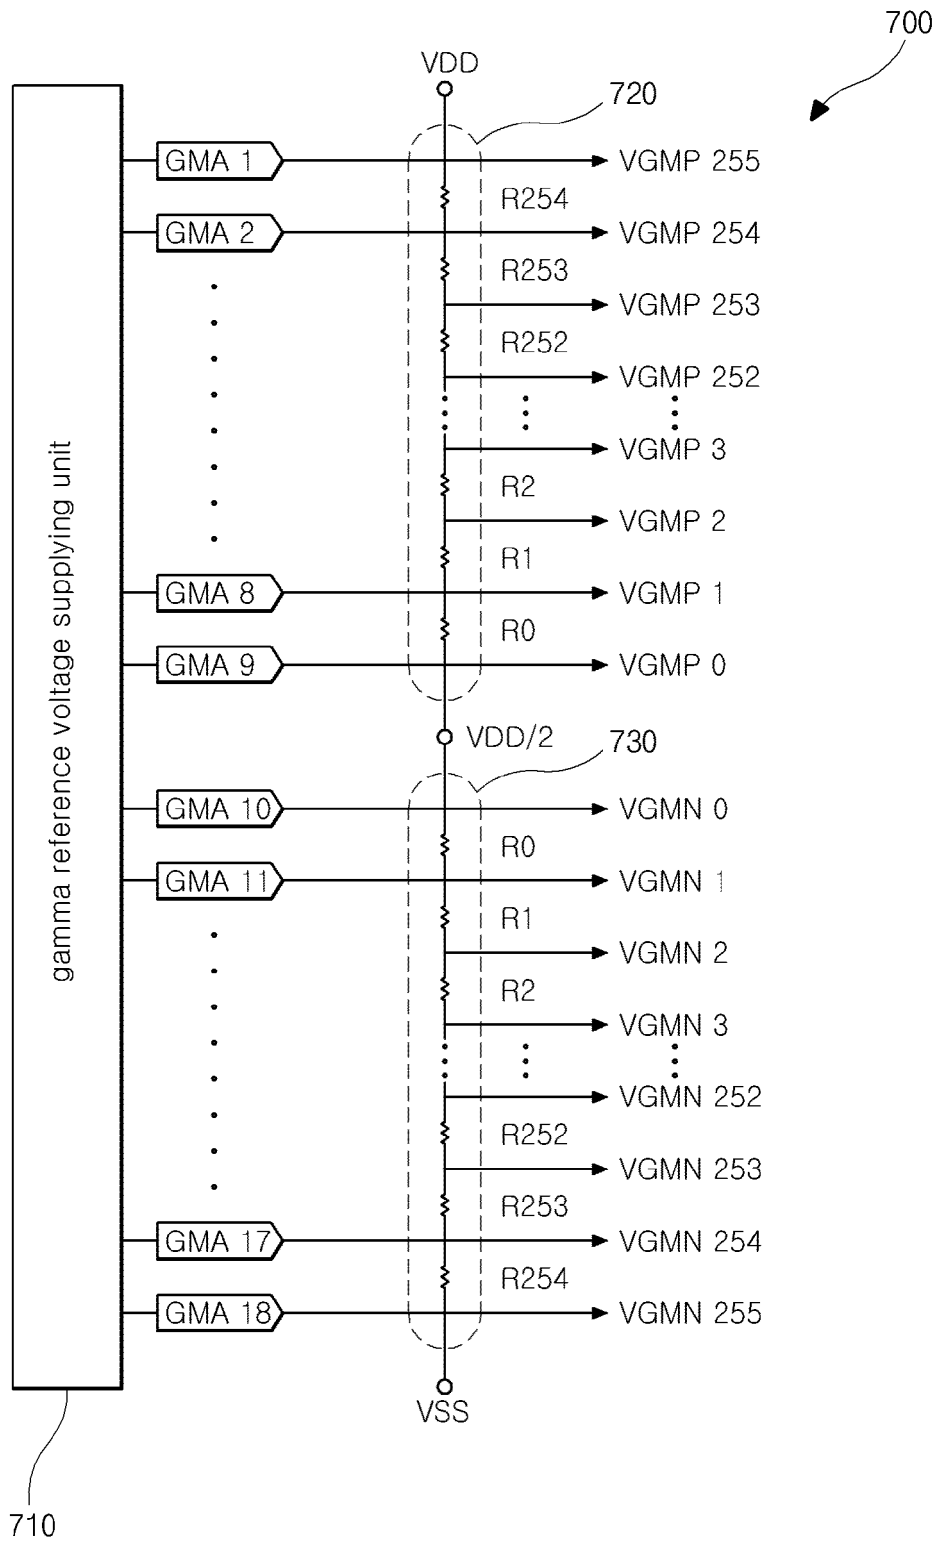 700
VDD
720
GMA 1
VGMP 255
R254
GMA 2
VGMP 254
R253
VGMP 253
R252
VGMP 252
VGMP 3
R2
VGMP 2
R1
GMA 8
VGMP 1
R0
GMA 9
VGMP 0
VDD/2
730
gamma reference voltage supplying unit
GMA 10
VGMN 0
R0
GMA 11
VGMN 1
R1
VGMN 2
R2
VGMN 3
VGMN 252
R252
VGMN 253
R253
GMA 17
VGMN 254
R254
GMA 18
VGMN 255
VSS
710